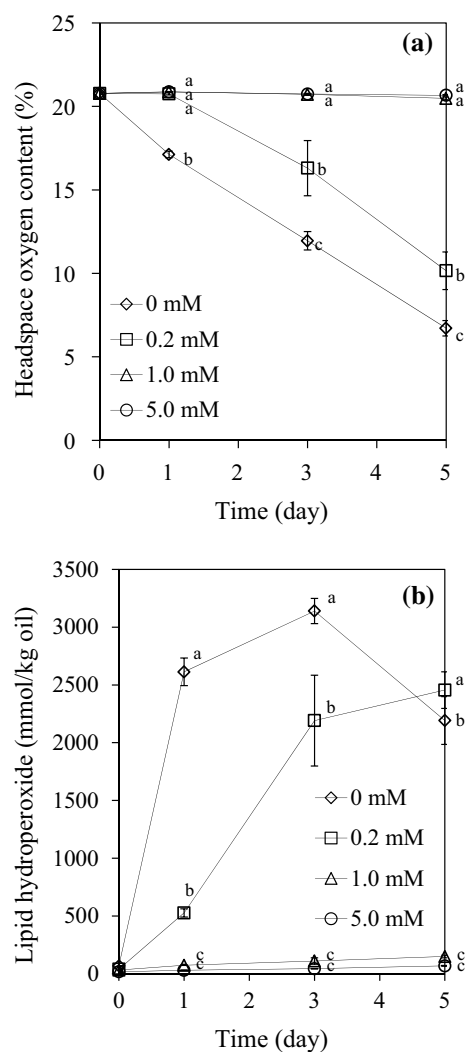 (a)
Headspace oxygen content (%)
25
20
15
10
5
0
a
a
a
b
a
a
b
c
a
a
b
c
0 mM
0.2 mM
1.0 mM
5.0 mM
0
1
2
3
4
5
Time (day)
(b)
Lipid hydroperoxide (mmol/kg oil)
3500
3000
2500
2000
1500
1000
500
0
a
b
c
c
a
b
c
c
a
b
c
c
0 mM
0.2 mM
1.0 mM
5.0 mM
0
1
2
3
4
5
Time (day)